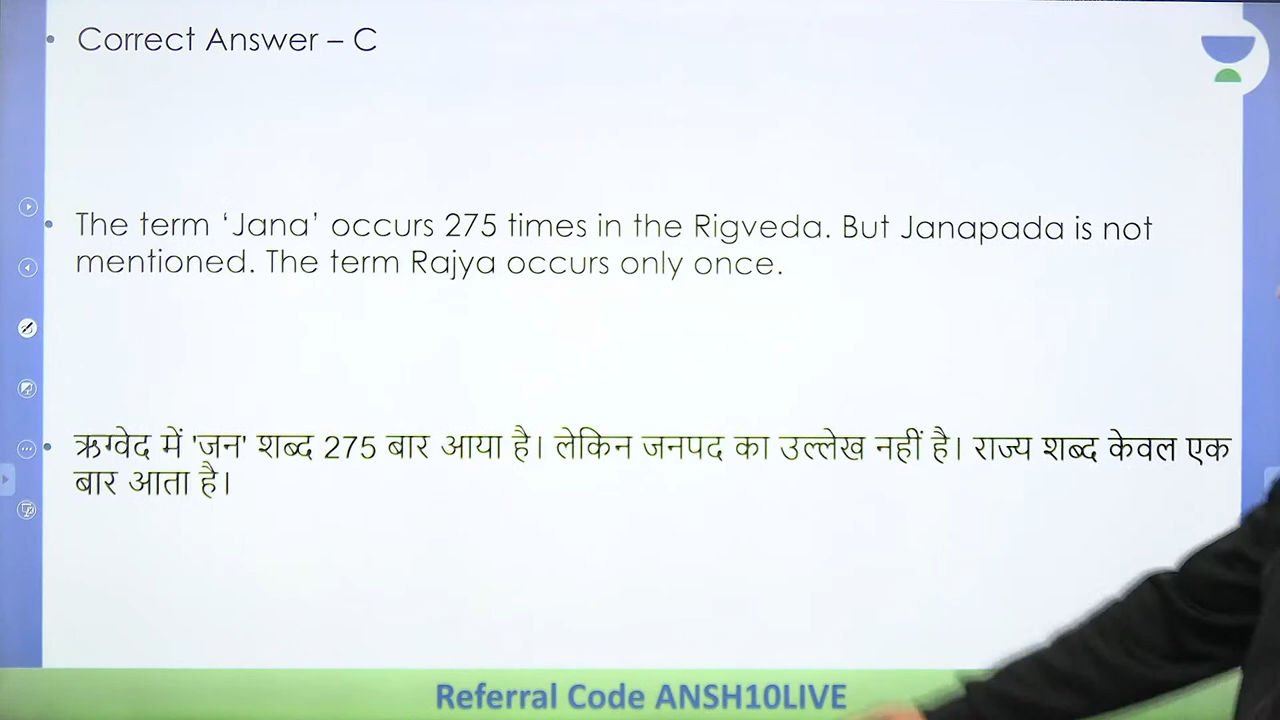 Correct Answer – C
The term ‘Jana’ occurs 275 times in the Rigveda. But Janapada is not
mentioned. The term Rajya occurs only once.
ऋग्वेद में 'जन' शब्द 275 बार आया है। लेकिन जनपद का उल्लेख नहीं है। राज्य शब्द केवल एक
बार आता है।
Referral Code ANSH10LIVE